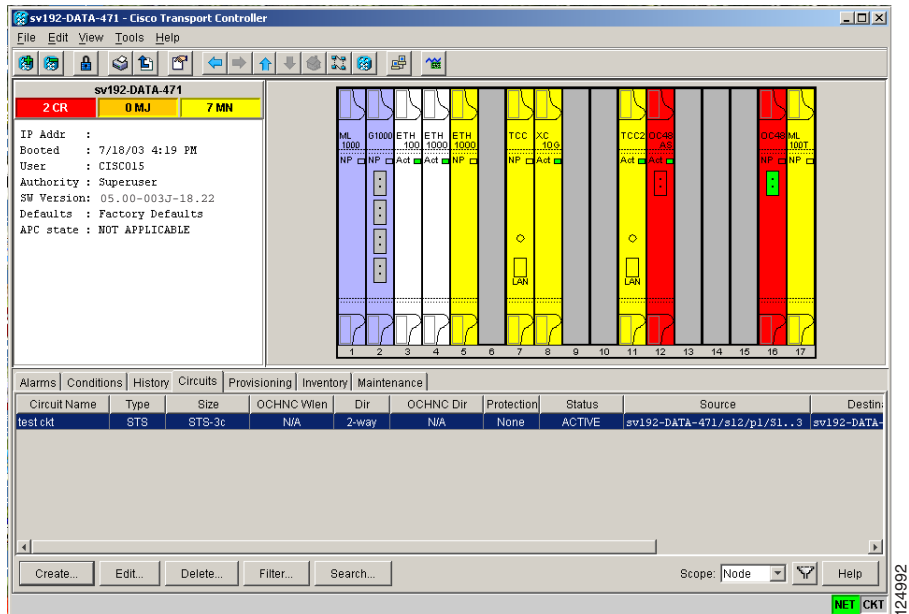 sv192-DATA-471 - Cisco Transport Controller
File Edit View Tools Help
sv192-DATA-471
2 CR 0 MJ 7 MN
IP Addr :
Booted : 7/18/03 4:19 PM
User : CISCO15
Authority : Superuser
SW Version: 05.00-003J-18.22
Defaults : Factory Defaults
APC state : NOT APPLICABLE
ML G1000 ETH ETH ETH TCC XC TCC2 OC48 OC48 ML
1000 100 1000 1000 10G AS 100T
NP NP Act Act NP NP Act Act Act NP NP
LAN LAN
1 2 3 4 5 6 7 8 9 10 11 12 13 14 15 16 17
Alarms Conditions History Circuits Provisioning Inventory Maintenance
Circuit Name Type Size OCHNC Wlen Dir OCHNC Dir Protection Status Source Destin
test ckt STS STS-3c N/A 2-way N/A None ACTIVE sv192-DATA-471/s12/p1/S1..3 sv192-DATA-
Create... Edit... Delete... Filter... Search... Scope: Node Help
NET CKT
124992